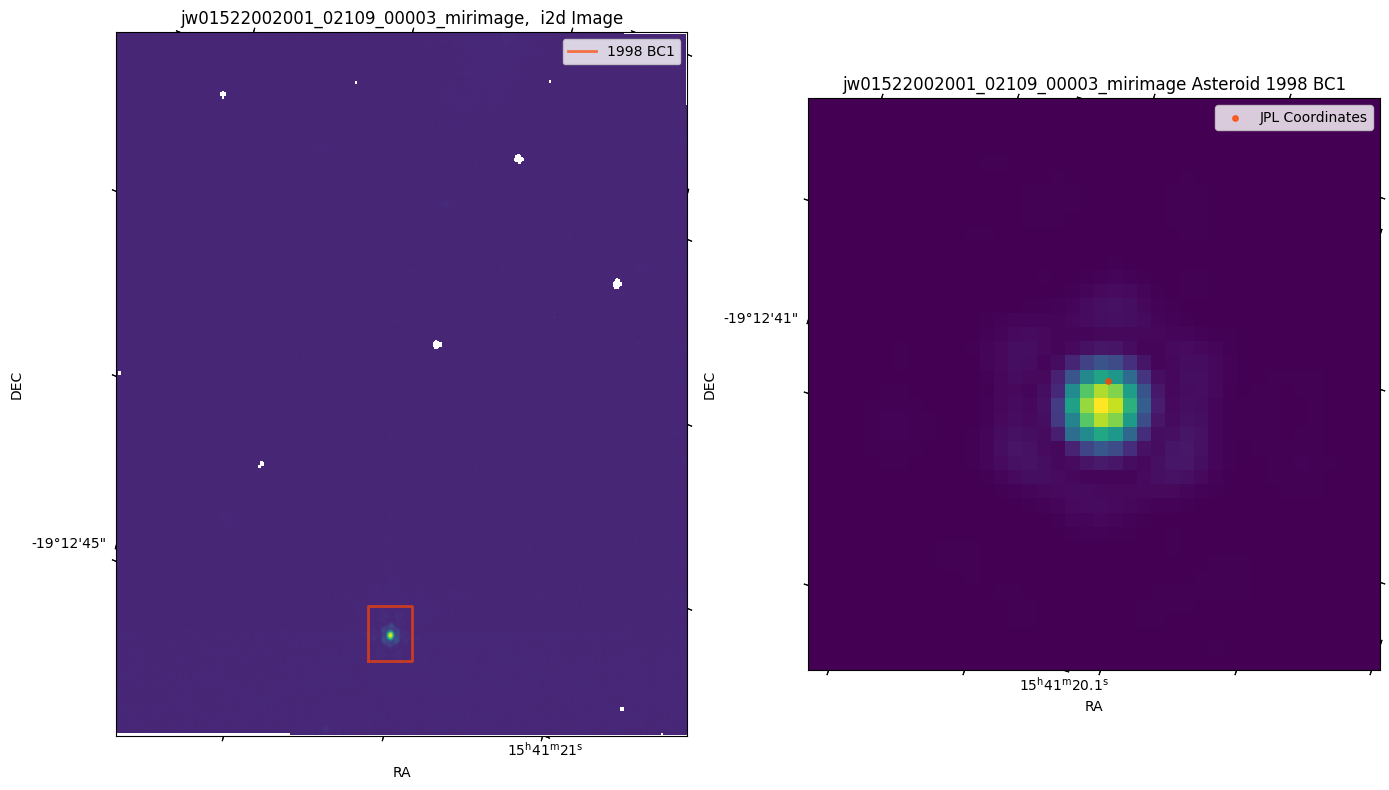 jw01522002001_02109_00003_mirimage,  i2d Image
1998 BC1
DEC
-19°12'45"
15ʰ41ᵐ21ˢ
RA
jw01522002001_02109_00003_mirimage Asteroid 1998 BC1
JPL Coordinates
-19°12'41"
DEC
15ʰ41ᵐ20.1ˢ
RA